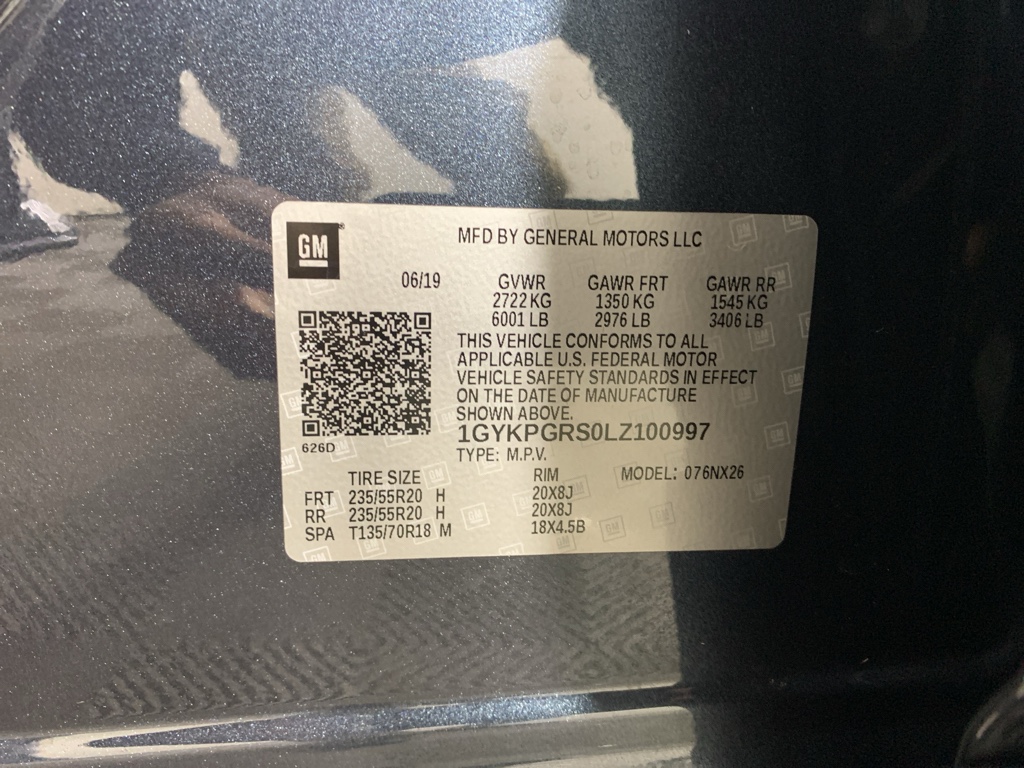 GM
MFD BY GENERAL MOTORS LLC
06/19 GVWR GAWR FRT GAWR RR
2722 KG 1350 KG 1545 KG
6001 LB 2976 LB 3406 LB
THIS VEHICLE CONFORMS TO ALL
APPLICABLE U.S. FEDERAL MOTOR
VEHICLE SAFETY STANDARDS IN EFFECT
ON THE DATE OF MANUFACTURE
SHOWN ABOVE.
1GYKPGRS0LZ100997
626D
TYPE: M.P.V.
TIRE SIZE RIM MODEL: 076NX26
FRT 235/55R20 H 20X8J
RR 235/55R20 H 20X8J
SPA T135/70R18 M 18X4.5B